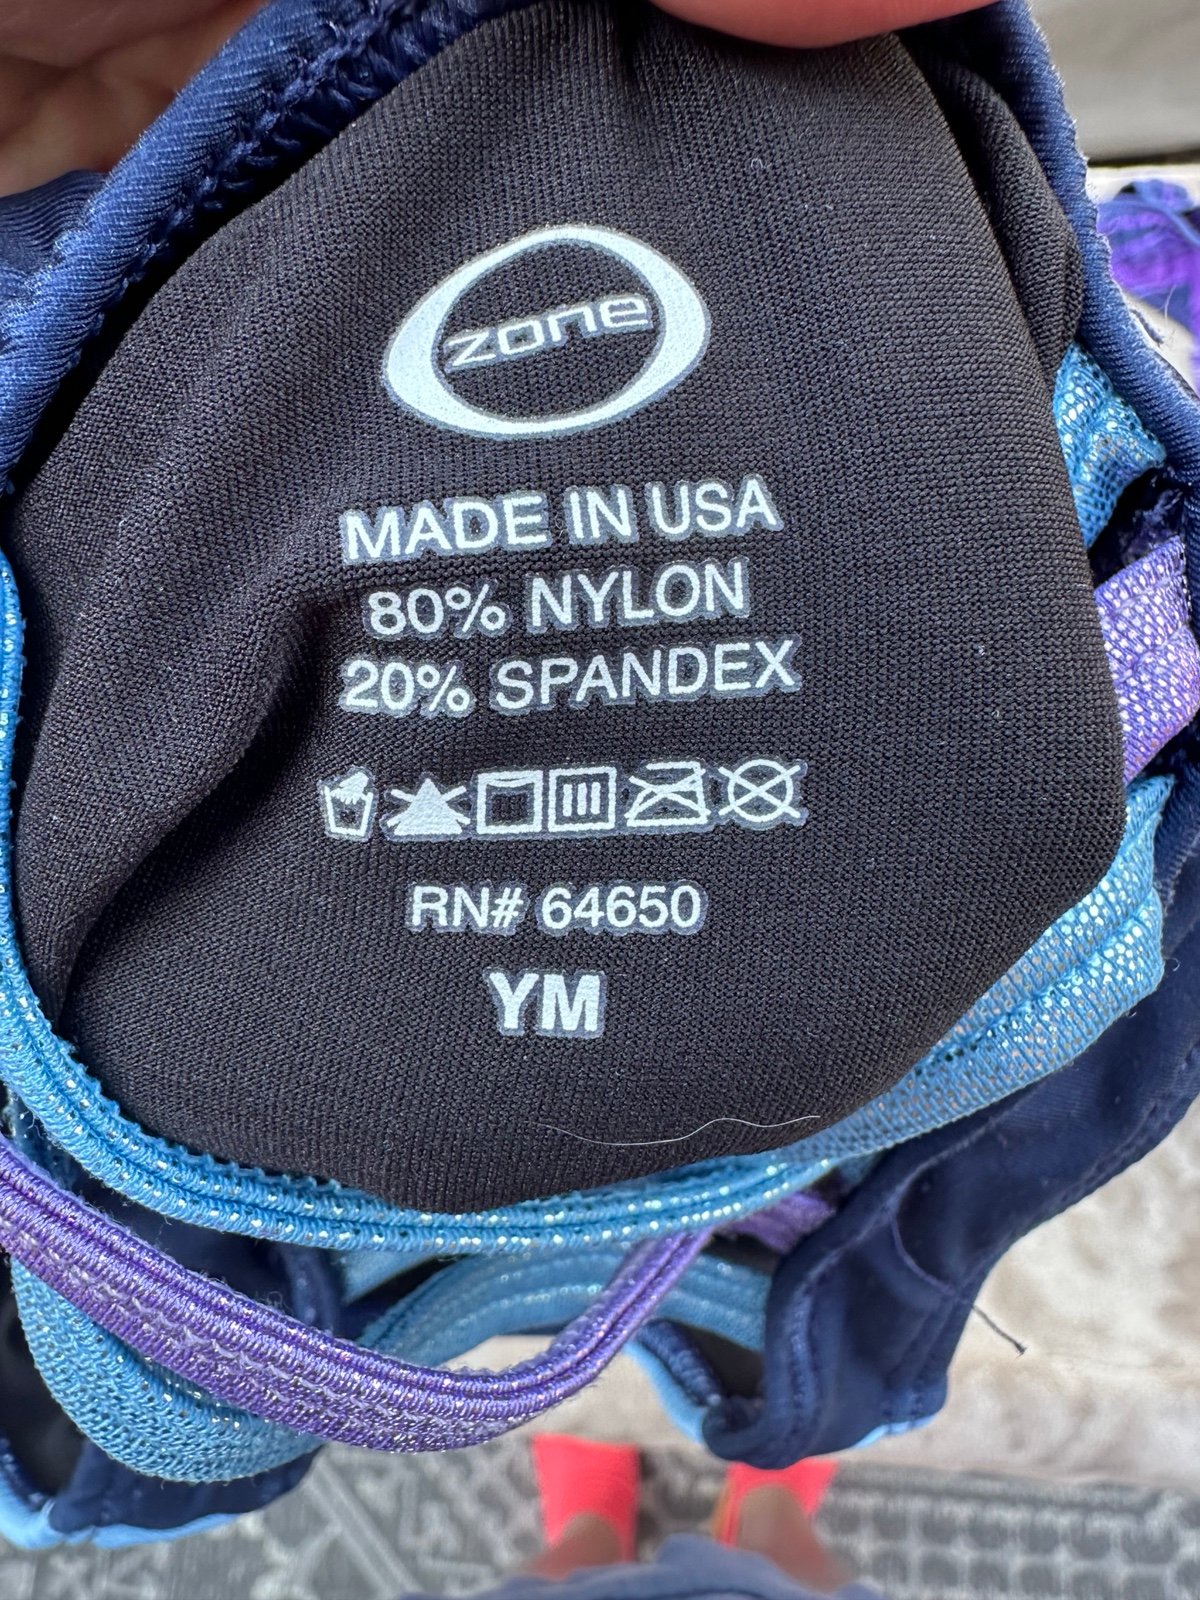 zone
MADE IN USA
80% NYLON
20% SPANDEX
RN# 64650
YM